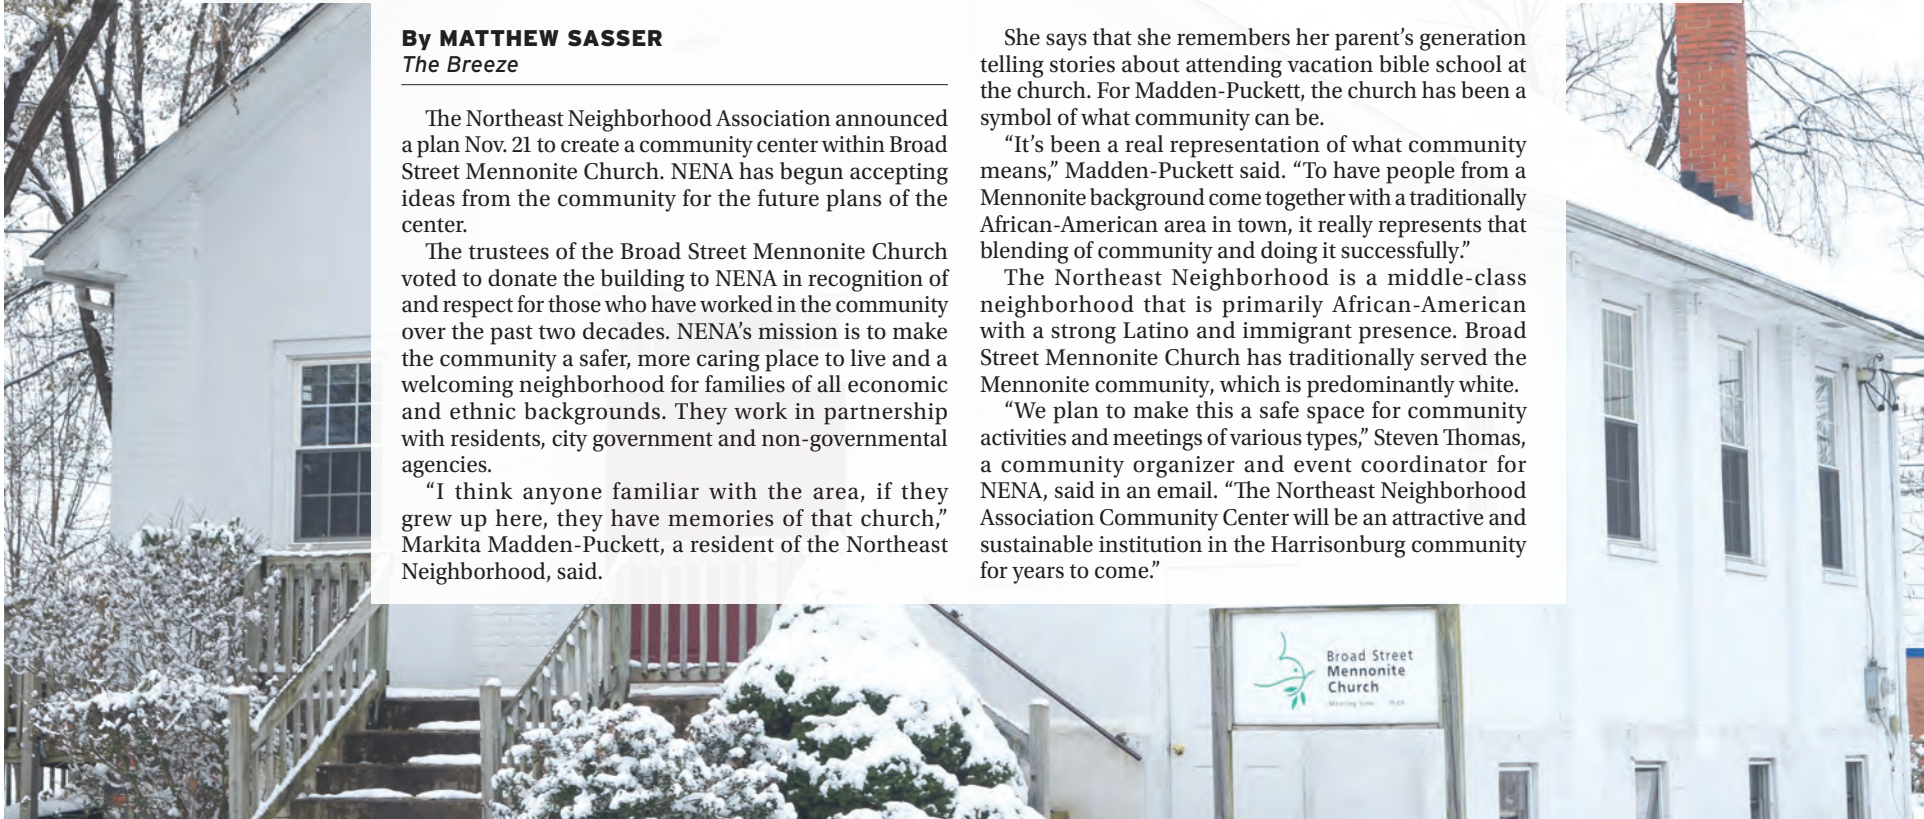 By MATTHEW SASSER
The Breeze
The Northeast Neighborhood Association announced
a plan Nov. 21 to create a community center within Broad
Street Mennonite Church. NENA has begun accepting
ideas from the community for the future plans of the
center.
The trustees of the Broad Street Mennonite Church
voted to donate the building to NENA in recognition of
and respect for those who have worked in the community
over the past two decades. NENA’s mission is to make
the community a safer, more caring place to live and a
welcoming neighborhood for families of all economic
and ethnic backgrounds. They work in partnership
with residents, city government and non-governmental
agencies.
“I think anyone familiar with the area, if they
grew up here, they have memories of that church,”
Markita Madden-Puckett, a resident of the Northeast
Neighborhood, said.
She says that she remembers her parent’s generation
telling stories about attending vacation bible school at
the church. For Madden-Puckett, the church has been a
symbol of what community can be.
“It’s been a real representation of what community
means,” Madden-Puckett said. “To have people from a
Mennonite background come together with a traditionally
African-American area in town, it really represents that
blending of community and doing it successfully.”
The Northeast Neighborhood is a middle-class
neighborhood that is primarily African-American
with a strong Latino and immigrant presence. Broad
Street Mennonite Church has traditionally served the
Mennonite community, which is predominantly white.
“We plan to make this a safe space for community
activities and meetings of various types,” Steven Thomas,
a community organizer and event coordinator for
NENA, said in an email. “The Northeast Neighborhood
Association Community Center will be an attractive and
sustainable institution in the Harrisonburg community
for years to come.”
Broad Street
Mennonite
Church
Meeting time